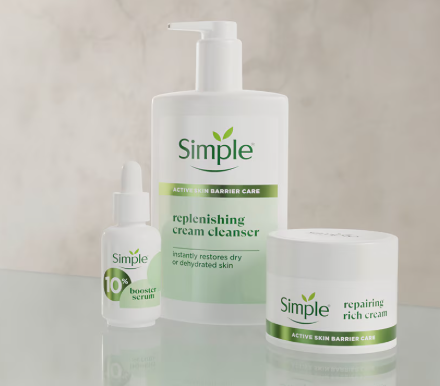 Simple
ACTIVE SKIN BARRIER CARE
replenishing
cream cleanser
Instantly restores dry
or dehydrated skin
Simple
10%
booster
serum
Simple
repairing
rich cream
ACTIVE SKIN BARRIER CARE